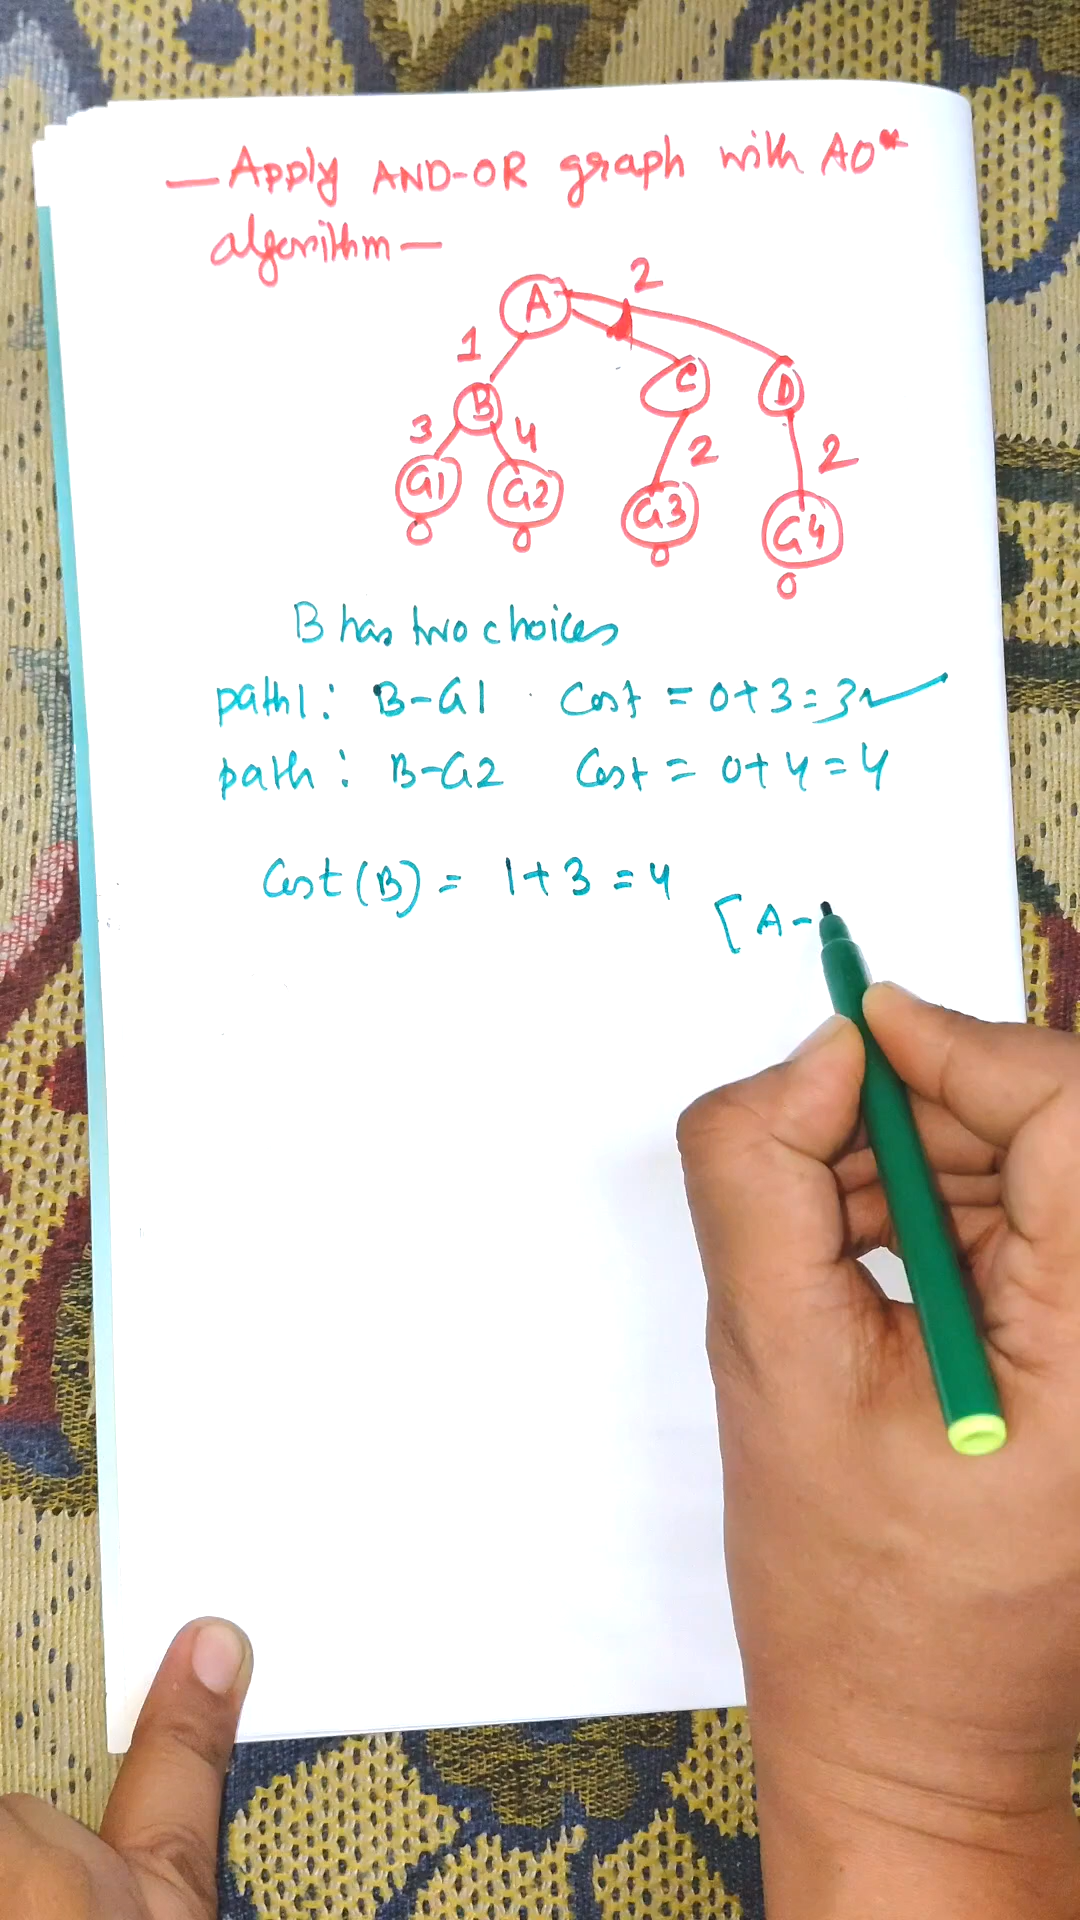 — Apply AND-OR graph with AO*
algorithm —
2
A
1
B
C
D
3
4
2
2
G1
G2
G3
G4
0
0
0
0
B has two choices
path1: B-G1 Cost = 0+3=3✓
path: B-G2 Cost = 0+4=4
Cost(B) = 1+3=4
[A-